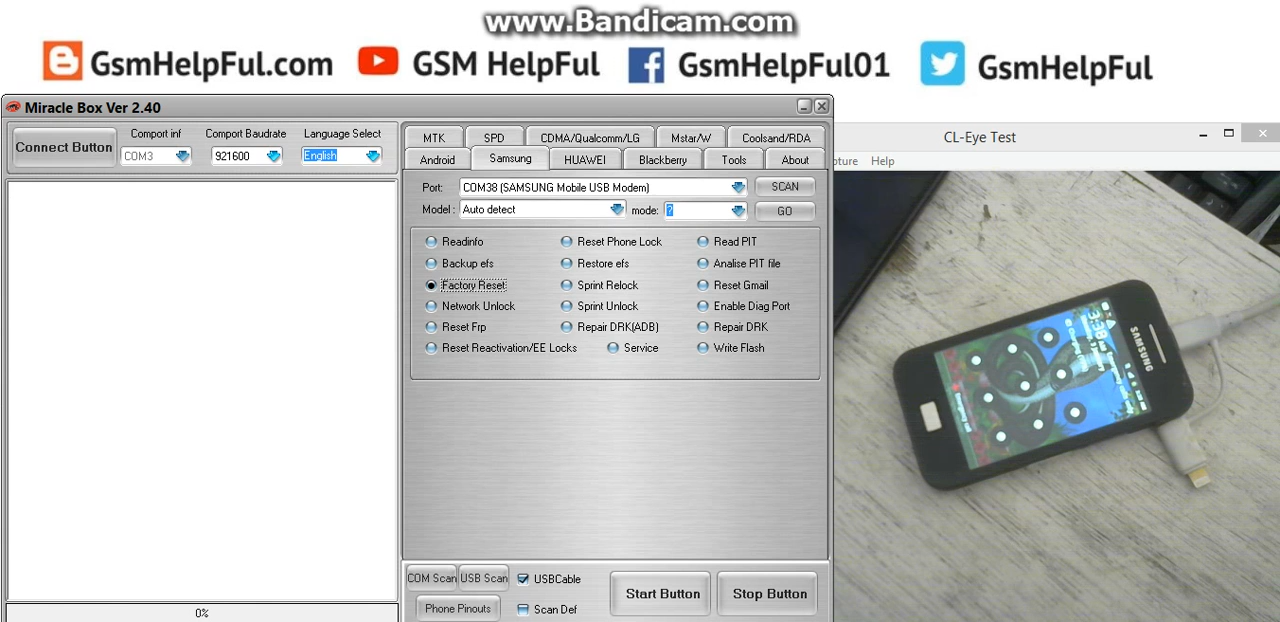 www.Bandicam.com
GsmHelpFul.com GSM HelpFul GsmHelpFul01 GsmHelpFul
Miracle Box Ver 2.40
CL-Eye Test
Connect Button
Comport inf Comport Baudrate Language Select
COM3 921600 English
MTK SPD CDMA/Qualcomm/LG Mstar/W Coolsand/RDA
Android Samsung HUAWEI Blackberry Tools About
pture Help
Port: COM38 (SAMSUNG Mobile USB Modem) SCAN
Model : Auto detect mode: ? GO
Readinfo Reset Phone Lock Read PIT
Backup efs Restore efs Analise PIT file
Factory Reset Sprint Relock Reset Gmail
Network Unlock Sprint Unlock Enable Diag Port
Reset Frp Repair DRK(ADB) Repair DRK
Reset Reactivation/EE Locks Service Write Flash
SAMSUNG
3:38
COM Scan USB Scan USBCable
Start Button Stop Button
Phone Pinouts Scan Def
0%